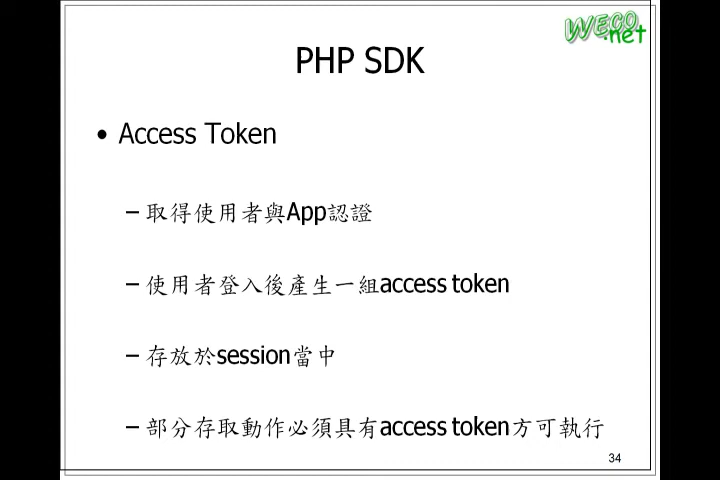 WECO
.net
PHP SDK
• Access Token
– 取得使用者與App認證
– 使用者登入後產生一組access token
– 存放於session當中
– 部分存取動作必須具有access token方可執行
34